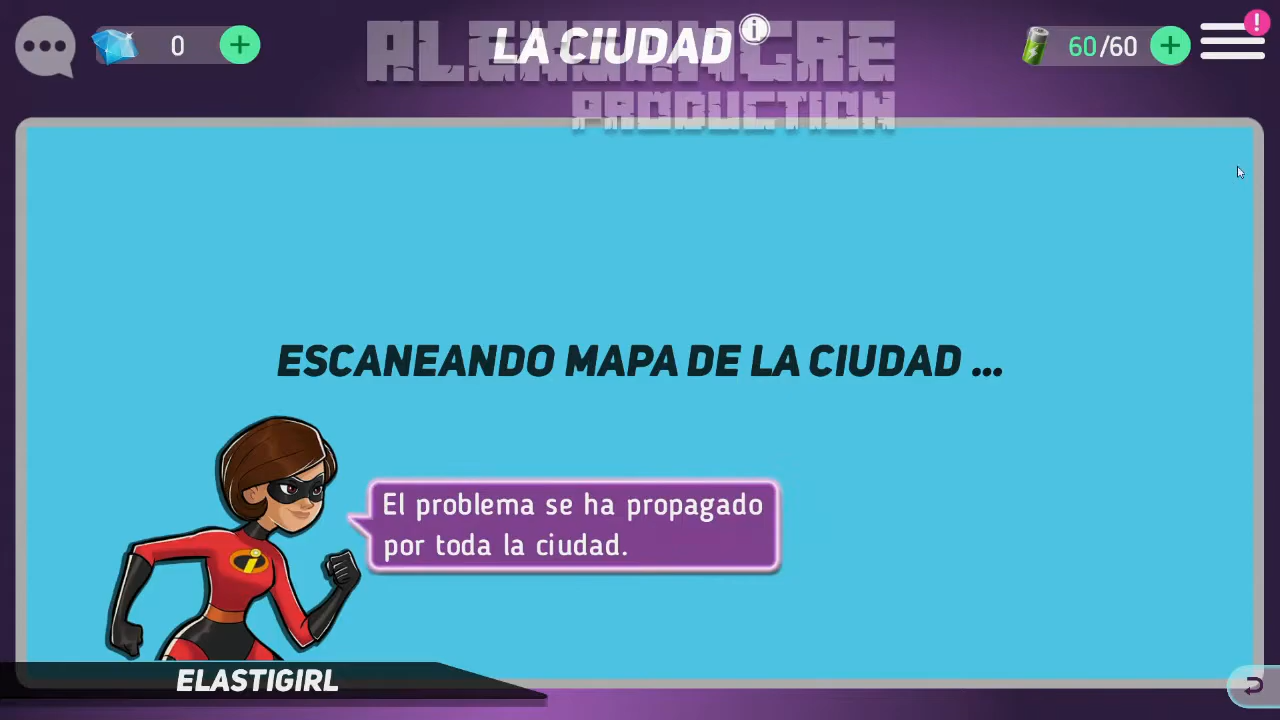 0
LA CIUDAD
60/60
PRODUCTION
ESCANEANDO MAPA DE LA CIUDAD ...
El problema se ha propagado
por toda la ciudad.
ELASTIGIRL